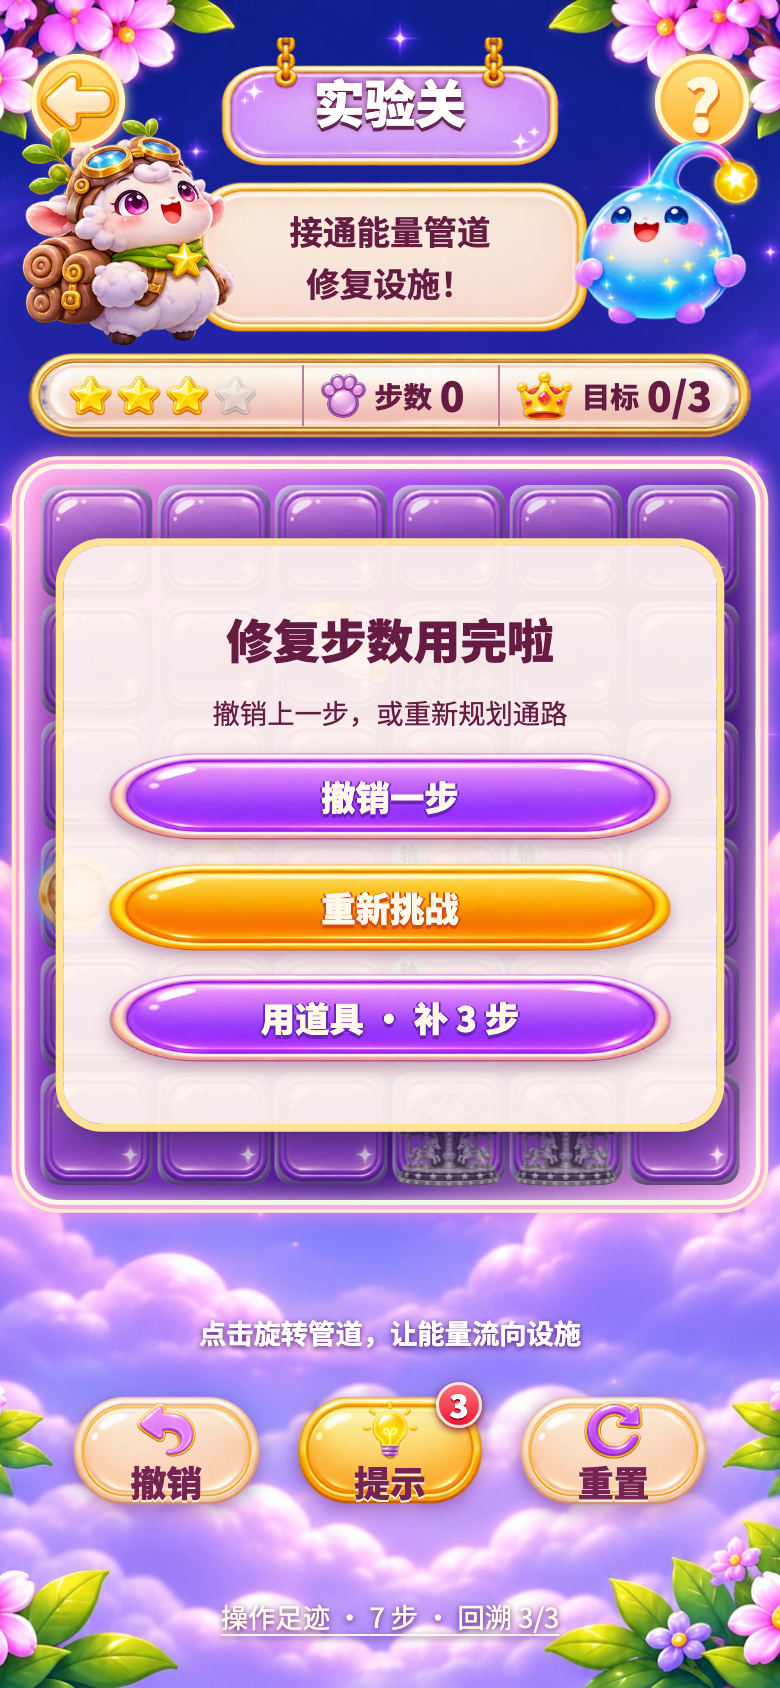 实验关
接通能量管道
修复设施！
步数 0
目标 0/3
修复步数用完啦
撤销上一步，或重新规划通路
撤销一步
重新挑战
用道具 · 补 3 步
点击旋转管道，让能量流向设施
3
撤销
提示
重置
操作足迹 · 7 步 · 回溯 3/3